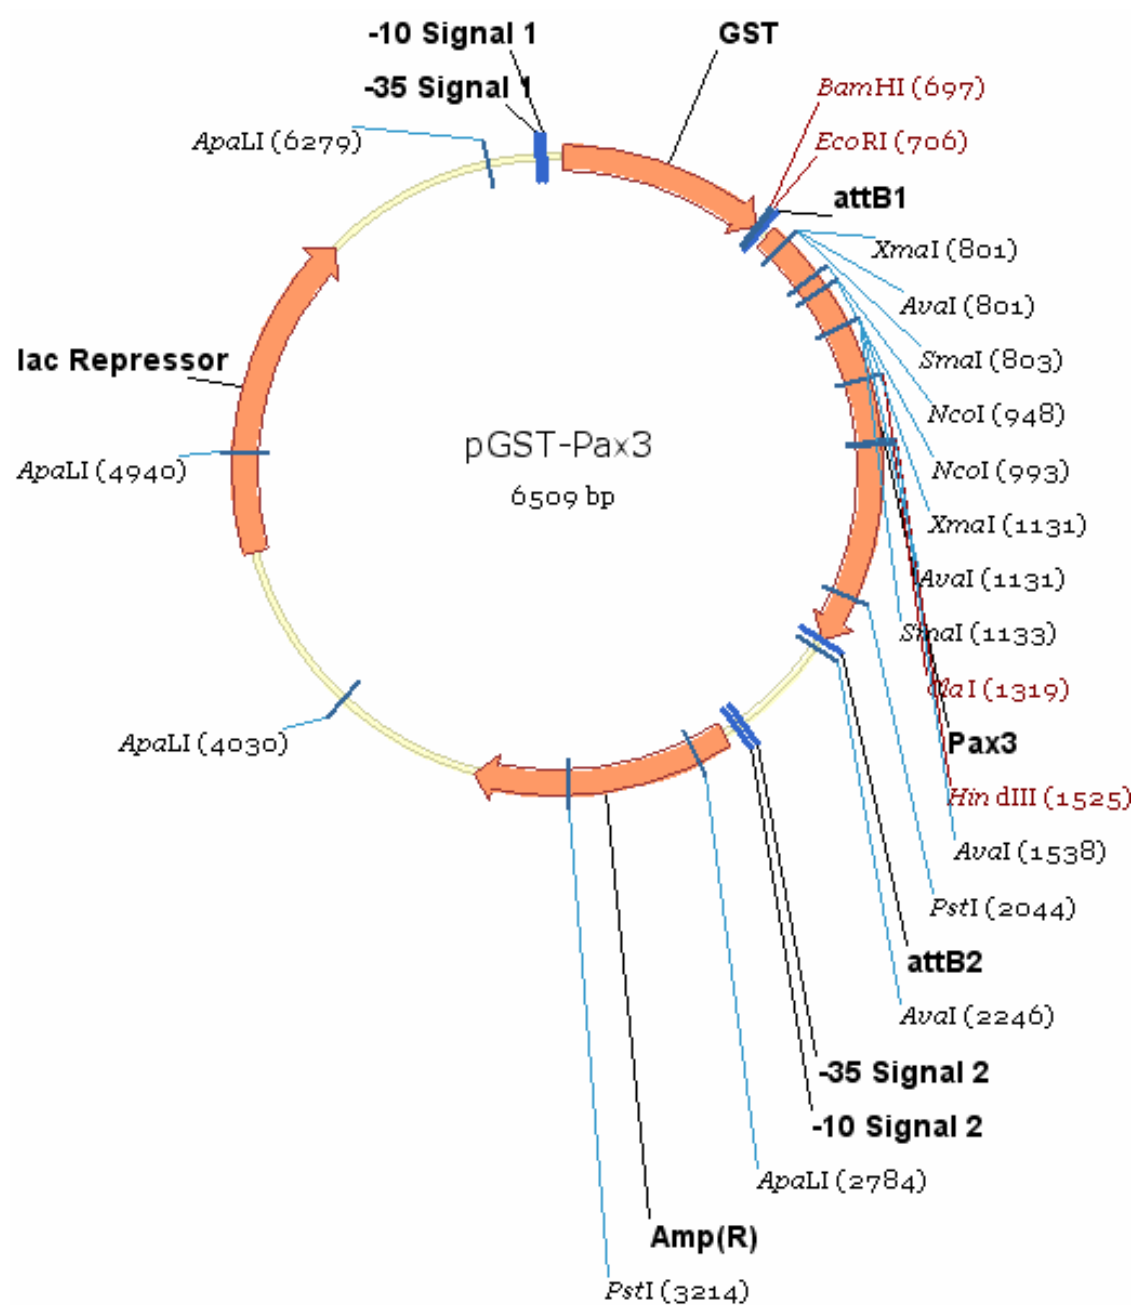 -10 Signal 1
GST
-35 Signal 1
BamHI (697)
ApaLI (6279)
EcoRI (706)
attB1
XmaI (801)
AvaI (801)
lac Repressor
SmaI (803)
NcoI (948)
pGST-Pax3
ApaLI (4940)
NcoI (993)
6509 bp
XmaI (1131)
AvaI (1131)
SmaI (1133)
ClaI (1319)
ApaLI (4030)
Pax3
HindIII (1525)
AvaI (1538)
PstI (2044)
attB2
AvaI (2246)
-35 Signal 2
-10 Signal 2
ApaLI (2784)
Amp(R)
PstI (3214)